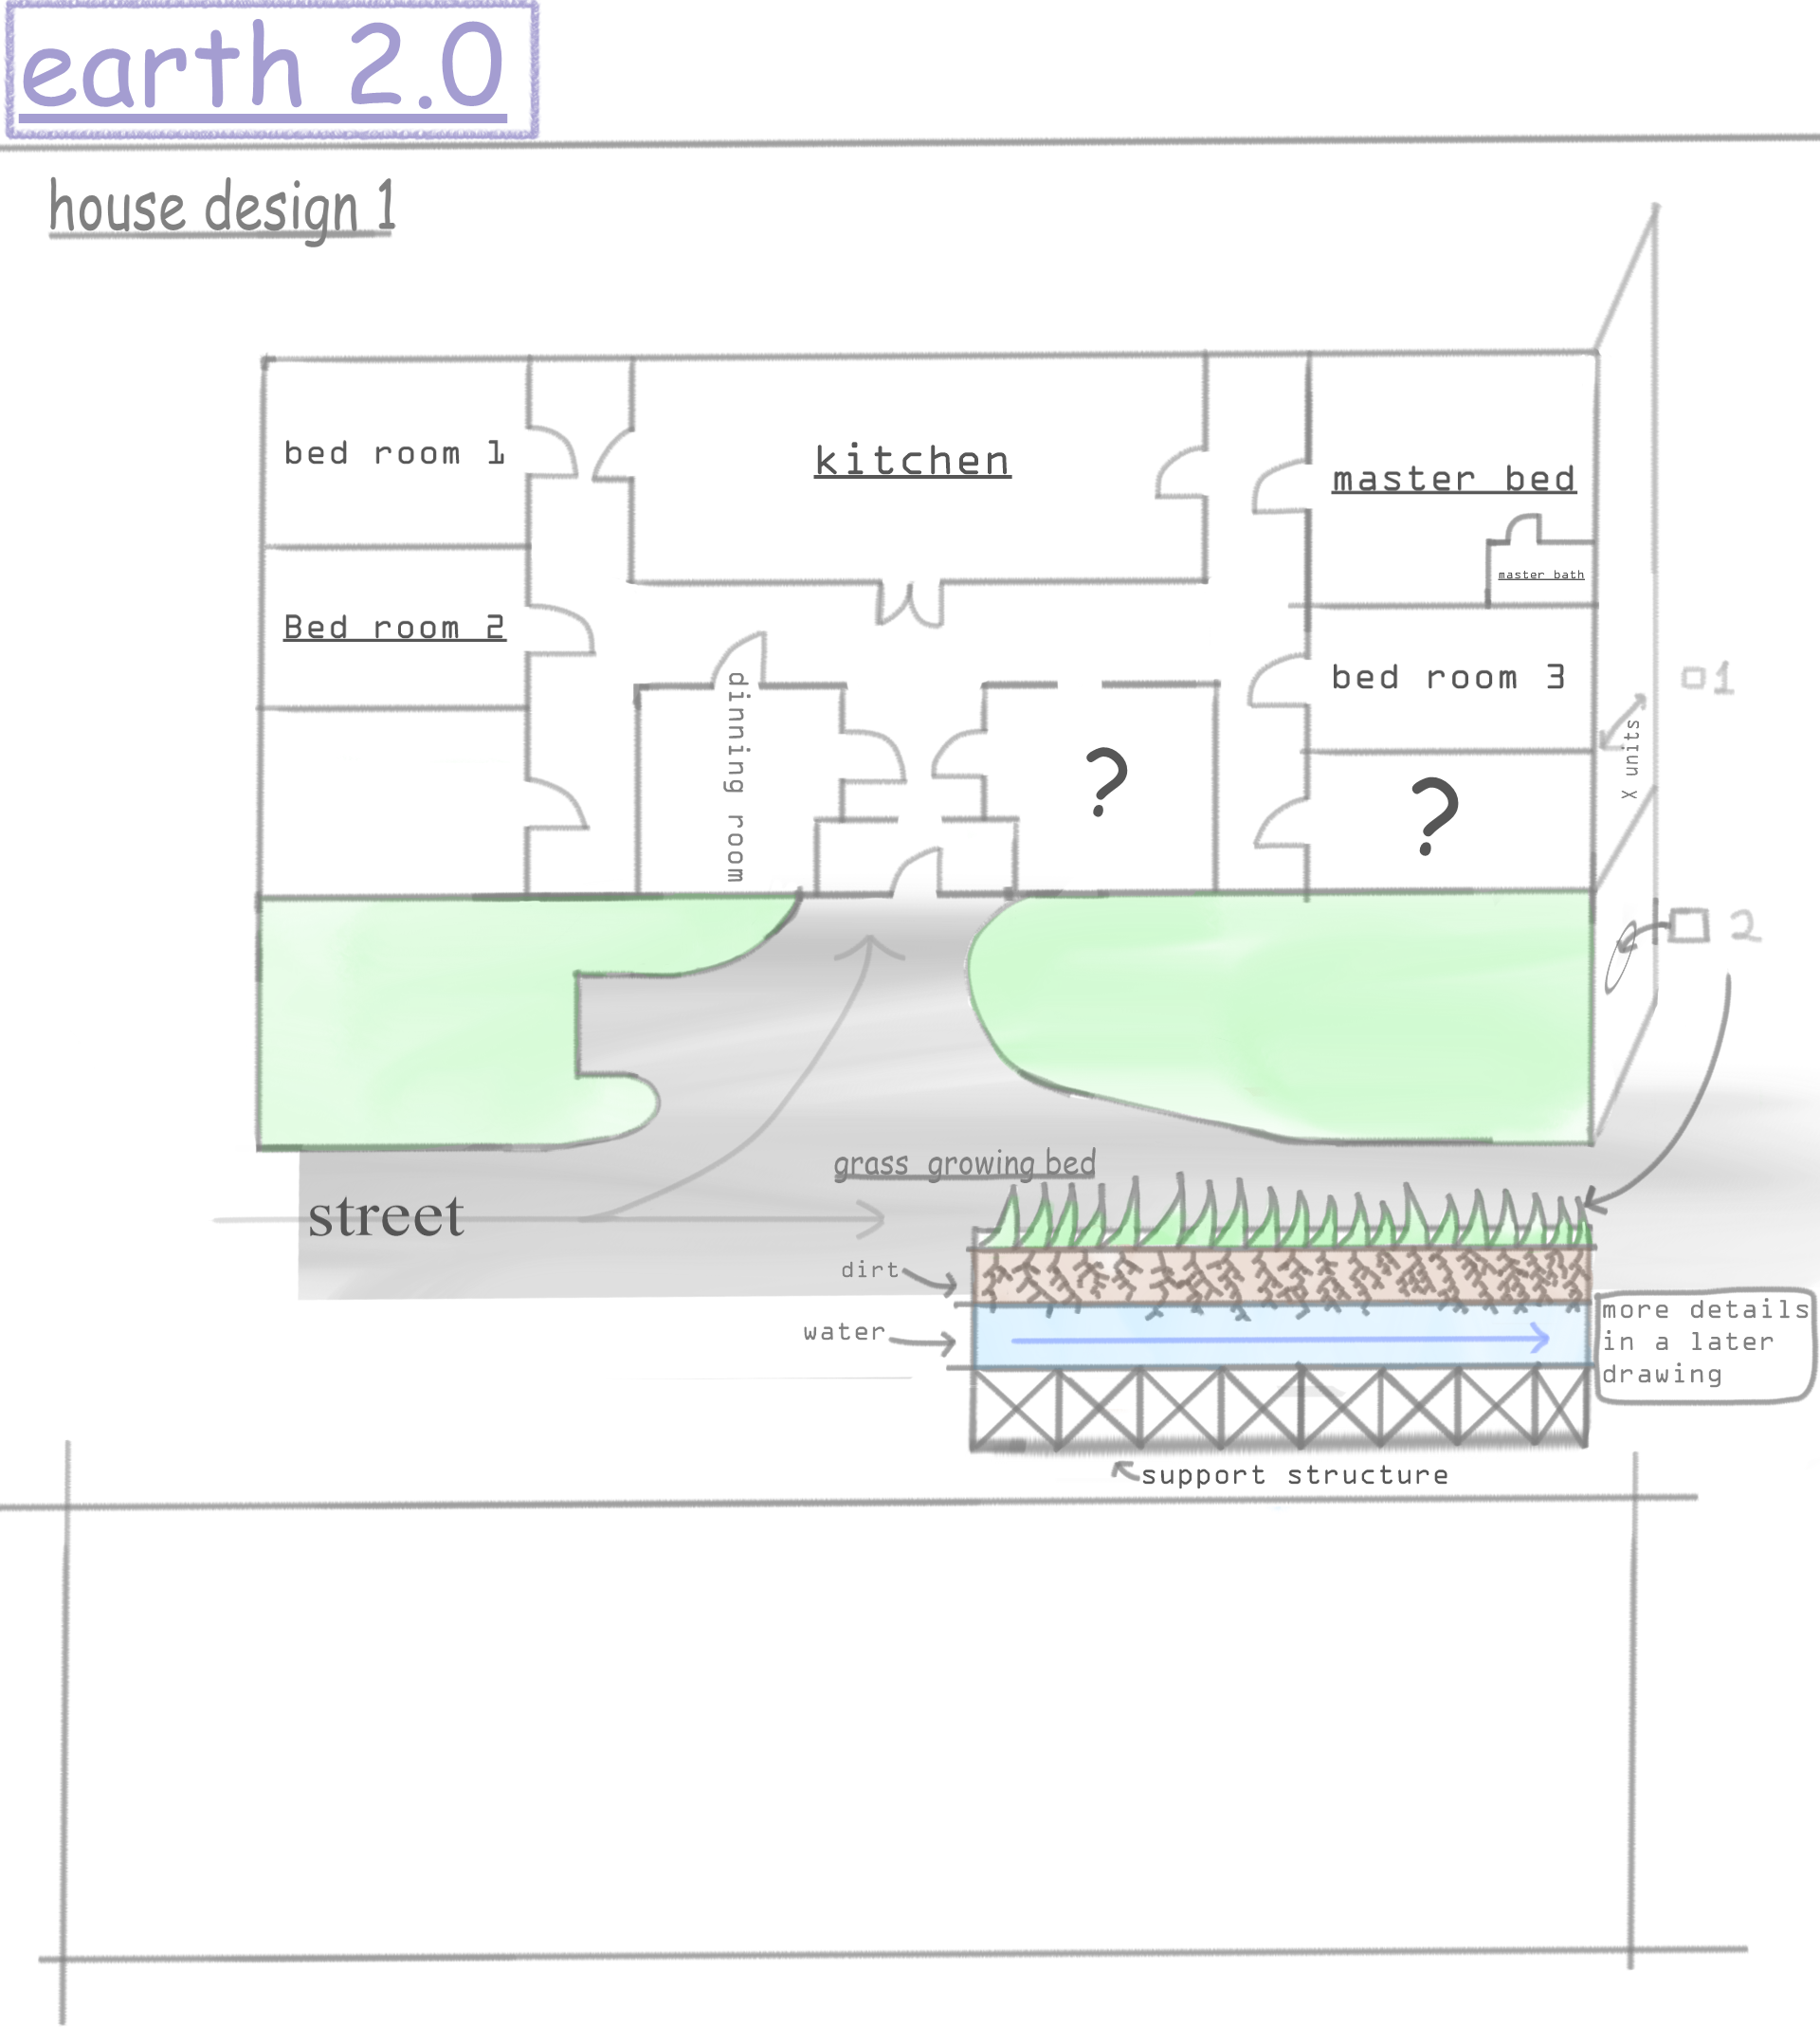 earth 2.0
house design 1
bed room 1
kitchen
master bed
master bath
Bed room 2
bed room 3
1
dinning room
X units
?
?
2
grass growing bed
street
dirt
water
more details
in a later
drawing
support structure